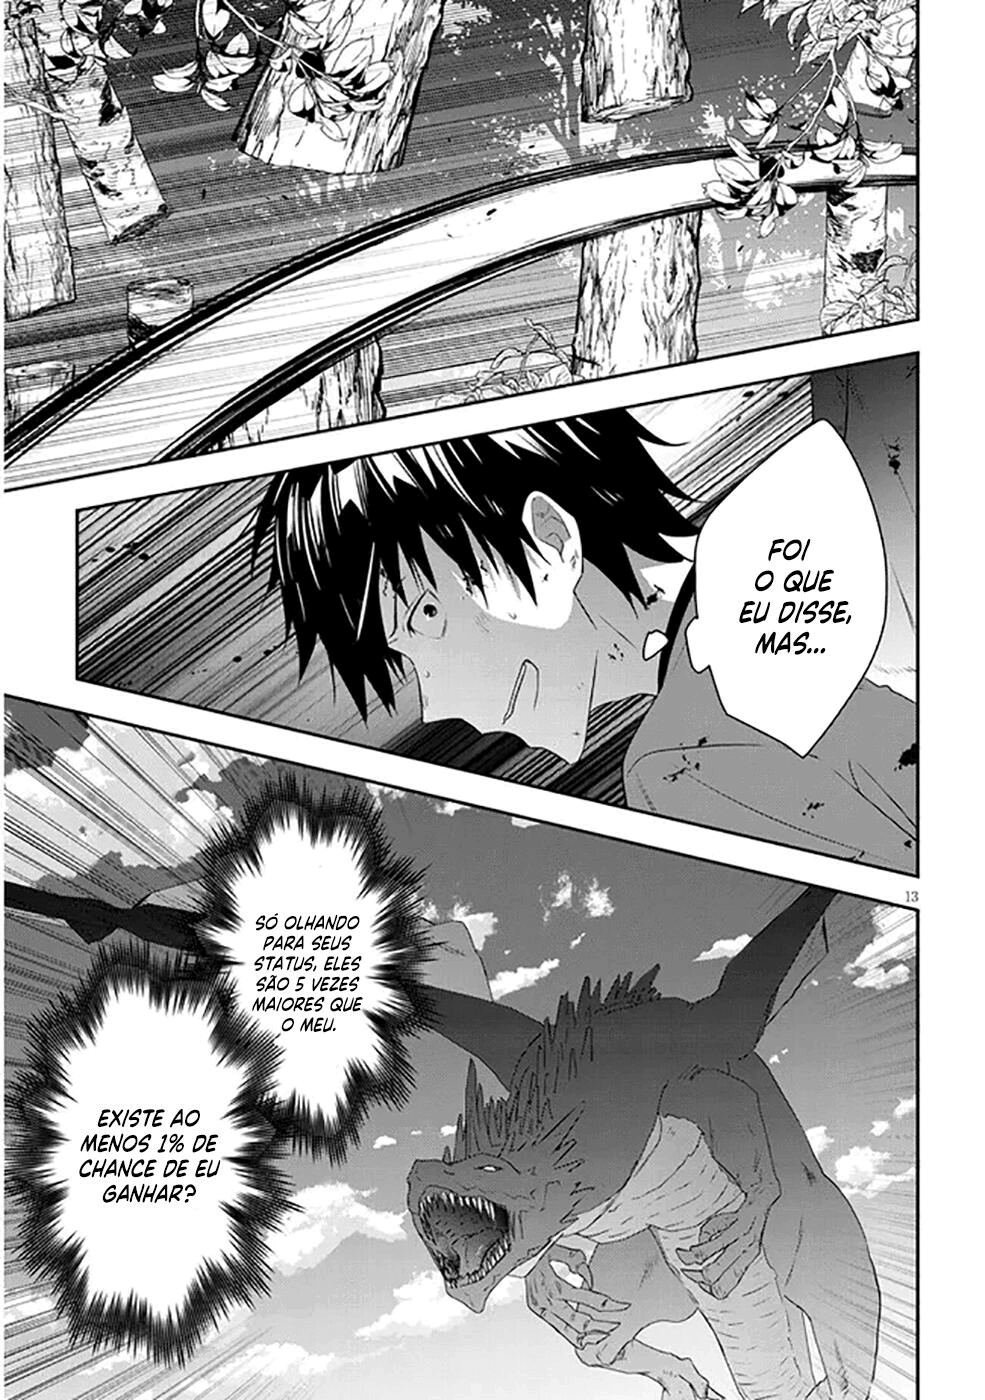 FOI
O QUE
EU DISSE,
MAS...
13
SÓ OLHANDO
PARA SEUS
STATUS, ELES
SÃO 5 VEZES
MAIORES QUE
O MEU.
EXISTE AO
MENOS 1% DE
CHANCE DE EU
GANHAR?